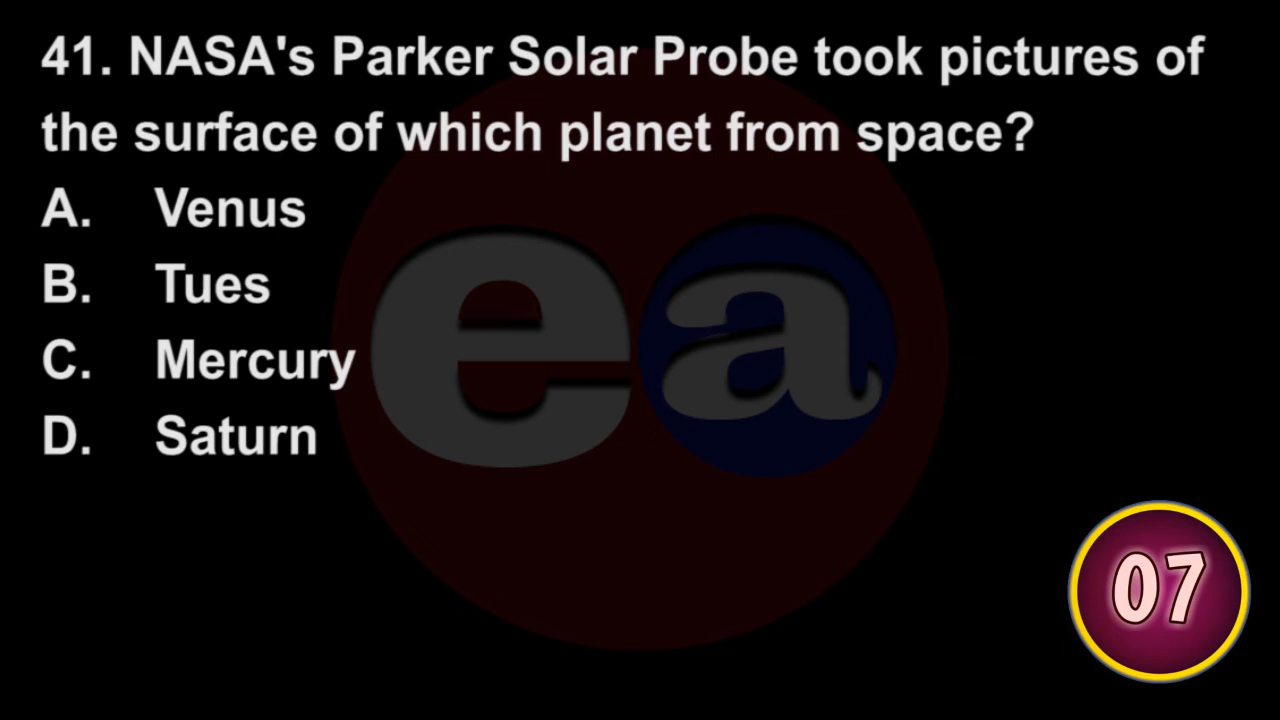 41. NASA's Parker Solar Probe took pictures of
the surface of which planet from space?
A. Venus
B. Tues
C. Mercury
D. Saturn
ea
07